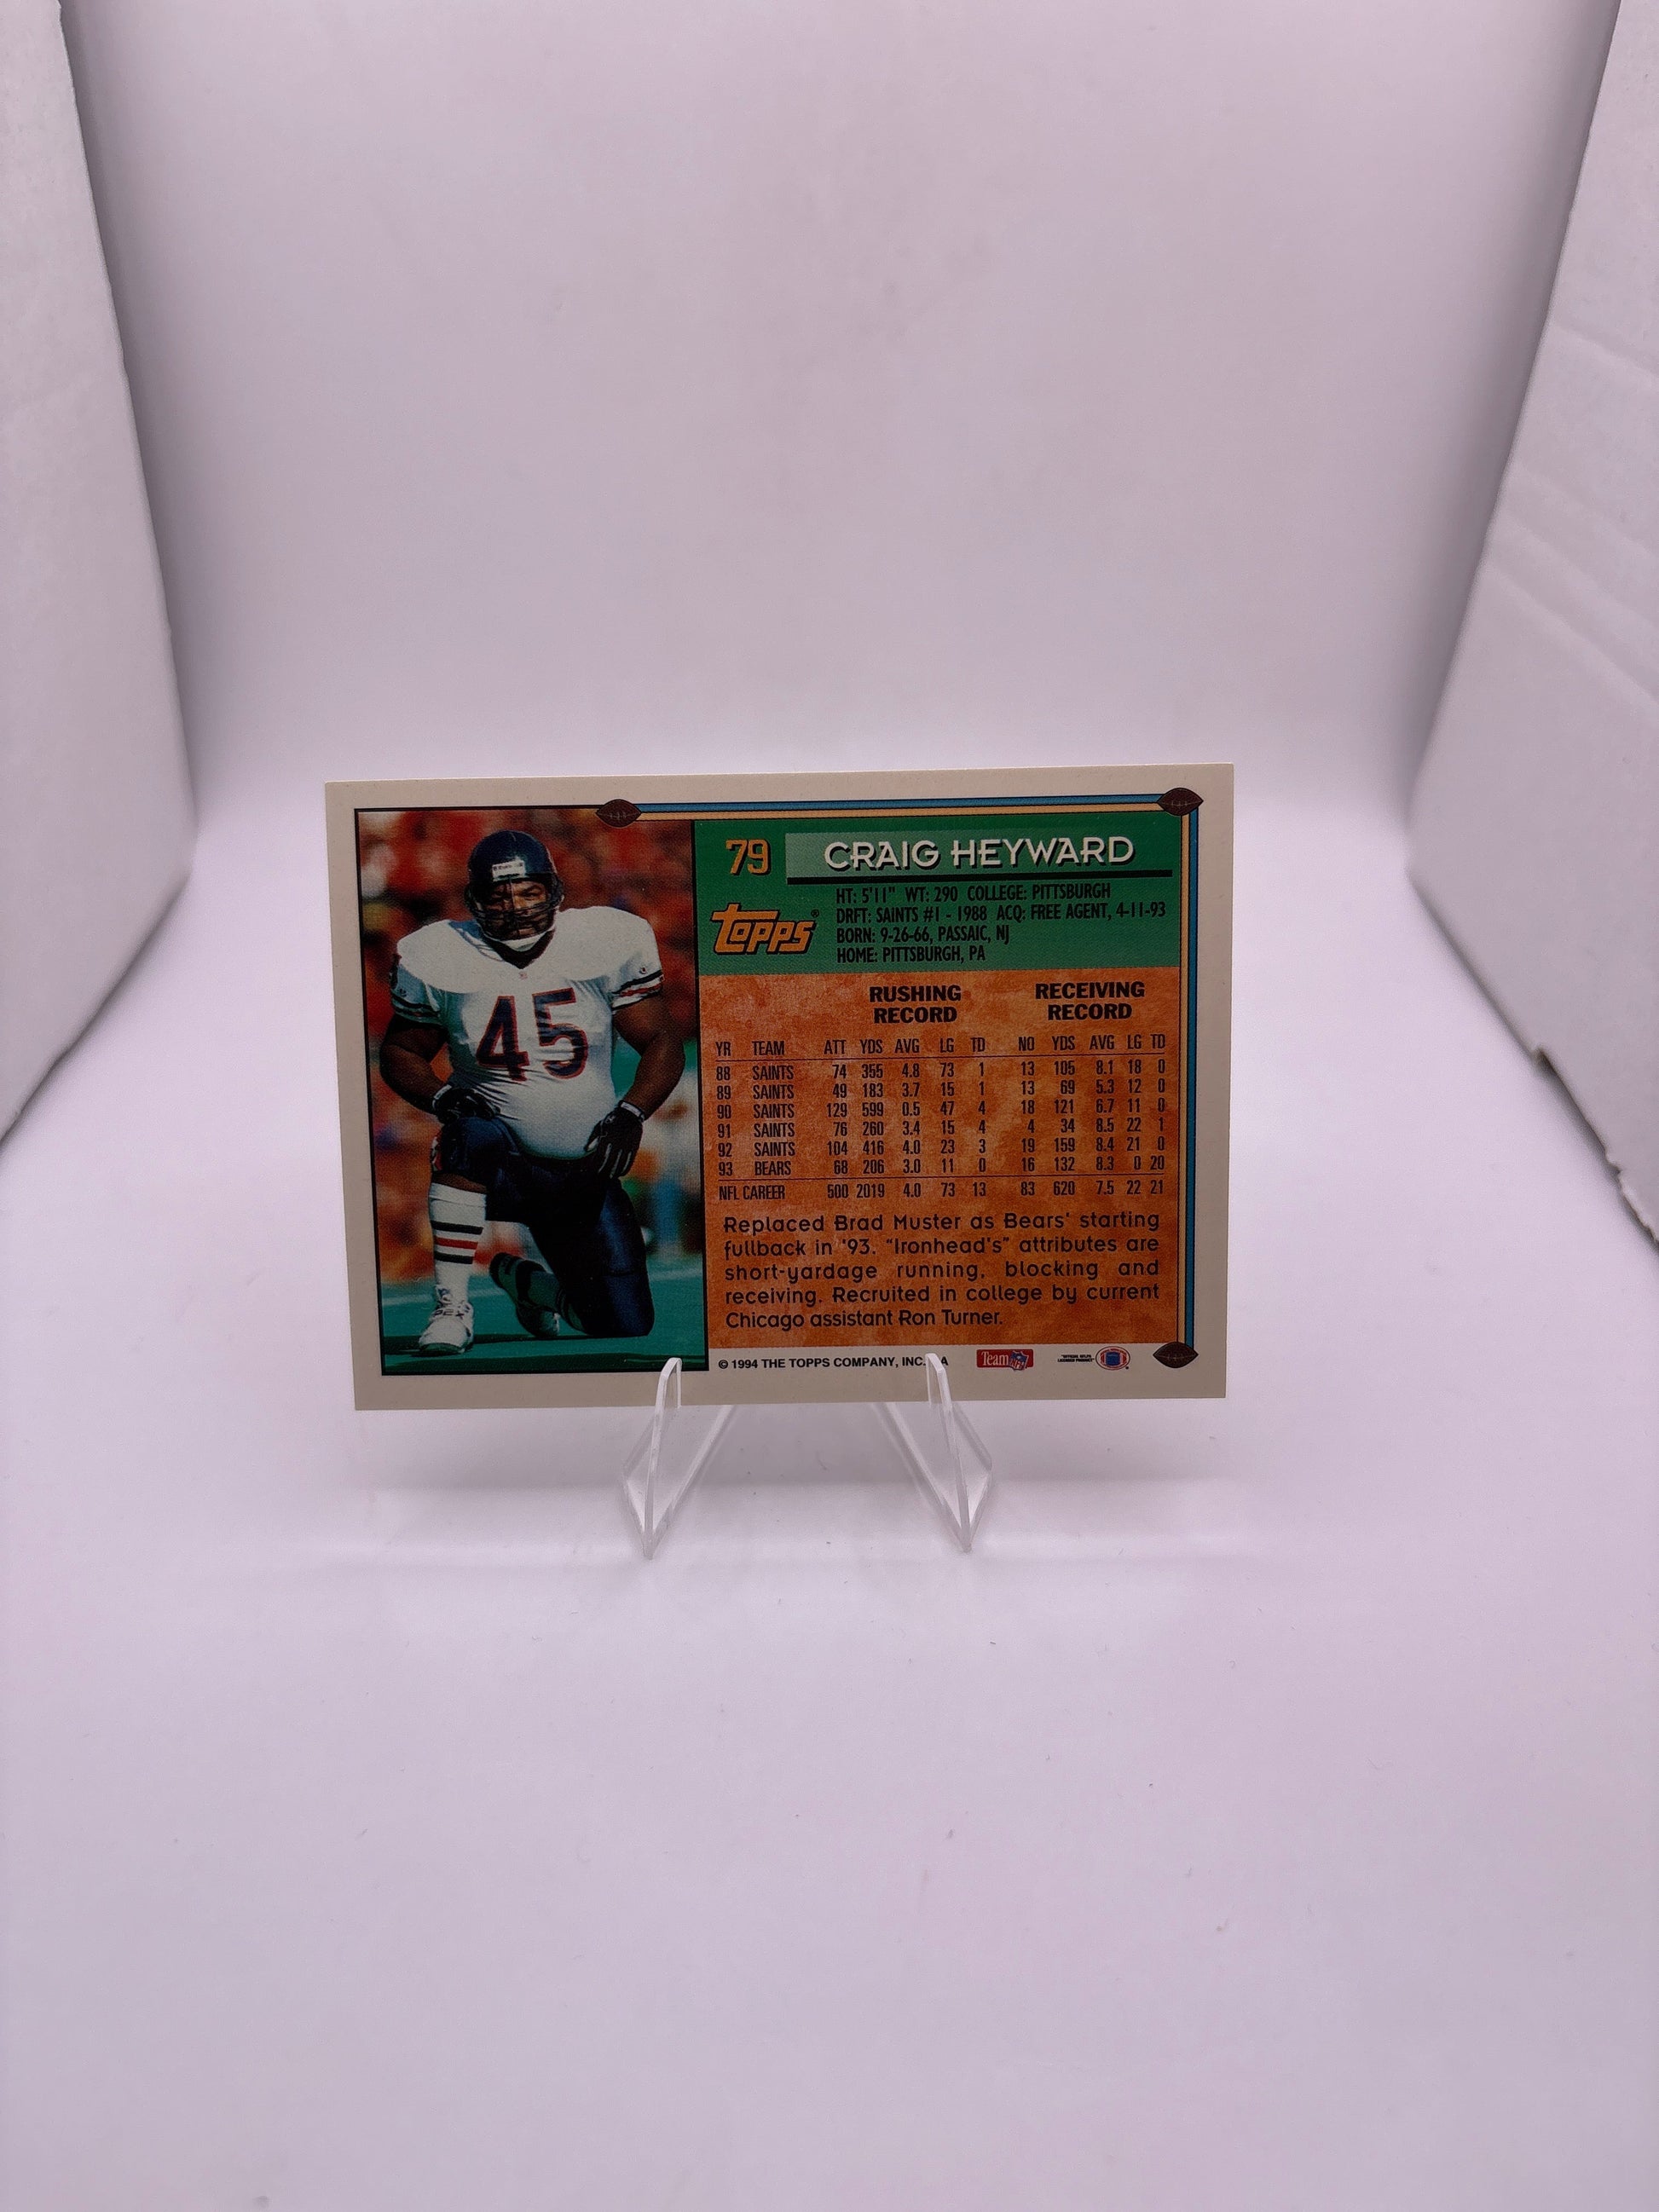 79 CRAIG HEYWARD
HT: 5'11" WT: 290 COLLEGE: PITTSBURGH
DRFT: SAINTS #1 - 1988 ACQ: FREE AGENT, 4-11-93
BORN: 9-26-66, PASSAIC, NJ
HOME: PITTSBURGH, PA
Topps®
45
RUSHING RECORD RECEIVING RECORD
YR TEAM ATT YDS AVG LG TD NO YDS AVG LG TD
88 SAINTS 74 355 4.8 73 1 13 105 8.1 18 0
89 SAINTS 49 183 3.7 15 1 13 69 5.3 12 0
90 SAINTS 129 599 0.5 47 4 18 121 6.7 11 0
91 SAINTS 76 260 3.4 15 4 4 34 8.5 22 1
92 SAINTS 104 416 4.0 23 3 19 159 8.4 21 0
93 BEARS 68 206 3.0 11 0 16 132 8.3 0 20
NFL CAREER 500 2019 4.0 73 13 83 620 7.5 22 21
Replaced Brad Muster as Bears' starting
fullback in '93. "Ironhead's" attributes are
short-yardage running, blocking and
receiving. Recruited in college by current
Chicago assistant Ron Turner.
© 1994 THE TOPPS COMPANY, INC. Team NFL